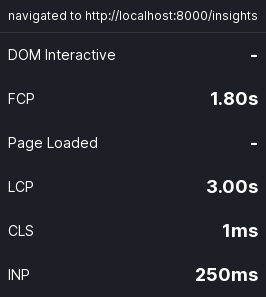 navigated to http://localhost:8000/insights
DOM Interactive -
FCP 1.80s
Page Loaded -
LCP 3.00s
CLS 1ms
INP 250ms